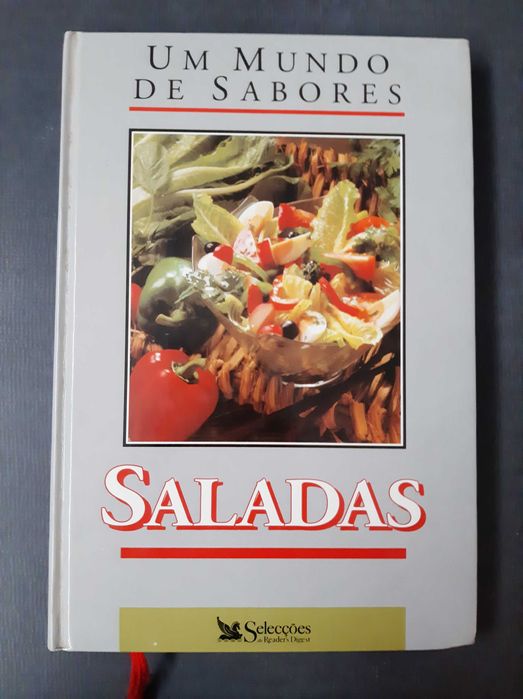 UM MUNDO
DE SABORES
SALADAS
Selecções
do Reader's Digest